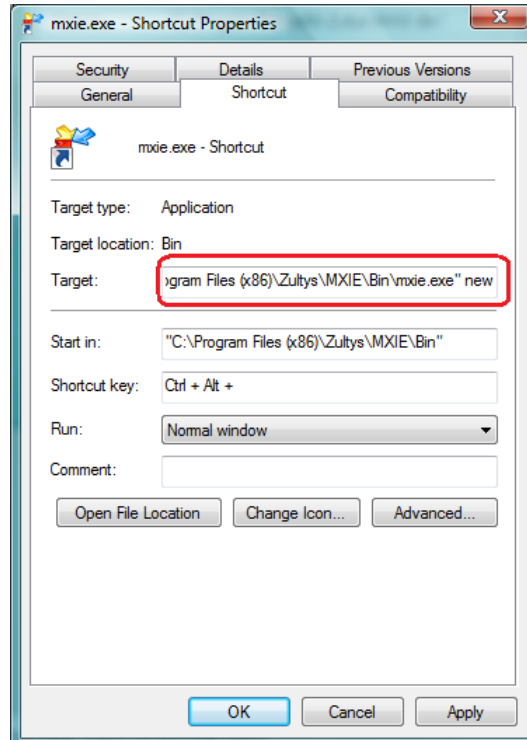 mxie.exe - Shortcut Properties
Security Details Previous Versions
General Shortcut Compatibility
mxie.exe - Shortcut
Target type: Application
Target location: Bin
Target: ogram Files (x86)\Zultys\MXIE\Bin\mxie.exe" new
Start in: "C:\Program Files (x86)\Zultys\MXIE\Bin"
Shortcut key: Ctrl + Alt +
Run: Normal window
Comment:
Open File Location Change Icon... Advanced...
OK Cancel Apply